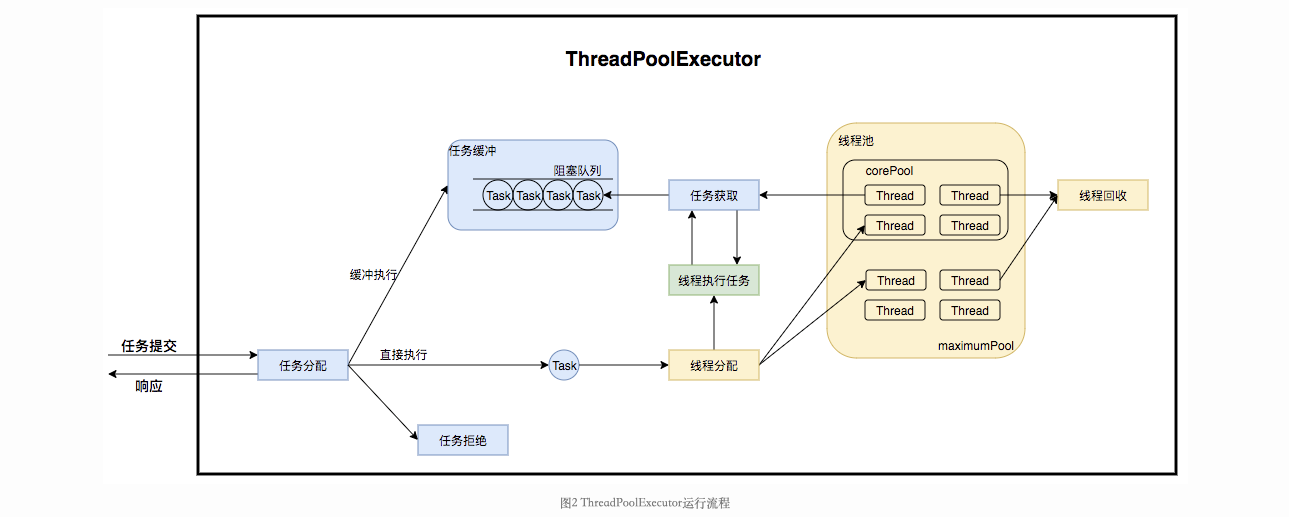 ThreadPoolExecutor
任务缓冲
阻塞队列
Task Task Task Task
任务获取
线程池
corePool
Thread Thread
Thread Thread
线程回收
缓冲执行
线程执行任务
Thread Thread
Thread Thread
maximumPool
任务提交
任务分配
直接执行
Task
线程分配
响应
任务拒绝
图2 ThreadPoolExecutor运行流程